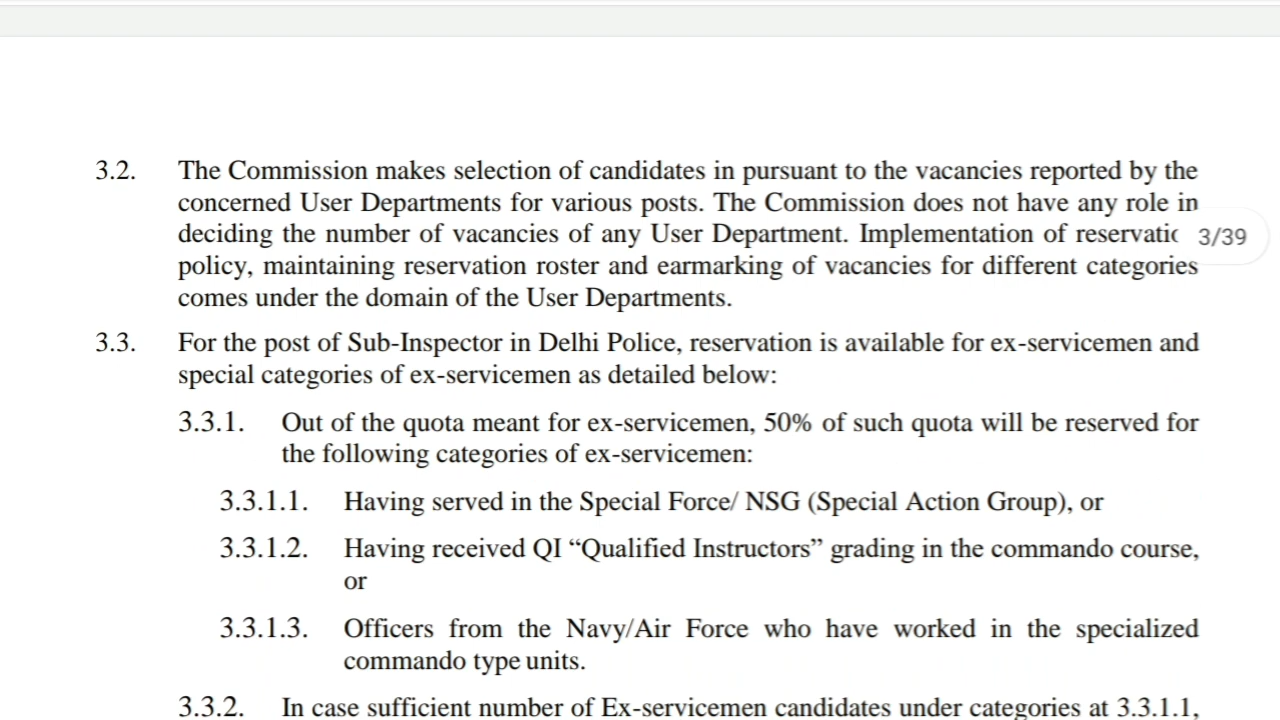 3.2. The Commission makes selection of candidates in pursuant to the vacancies reported by the
concerned User Departments for various posts. The Commission does not have any role in
deciding the number of vacancies of any User Department. Implementation of 3/39
policy, maintaining reservation roster and earmarking of vacancies for different categories
comes under the domain of the User Departments.
3.3. For the post of Sub-Inspector in Delhi Police, reservation is available for ex-servicemen and
special categories of ex-servicemen as detailed below:
3.3.1. Out of the quota meant for ex-servicemen, 50% of such quota will be reserved for
the following categories of ex-servicemen:
3.3.1.1. Having served in the Special Force/ NSG (Special Action Group), or
3.3.1.2. Having received QI “Qualified Instructors” grading in the commando course,
or
3.3.1.3. Officers from the Navy/Air Force who have worked in the specialized
commando type units.
3.3.2. In case sufficient number of Ex-servicemen candidates under categories at 3.3.1.1,